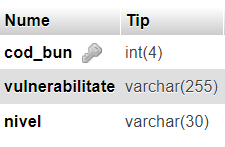 Nume Tip
cod_bun int(4)
vulnerabilitate varchar(255)
nivel varchar(30)